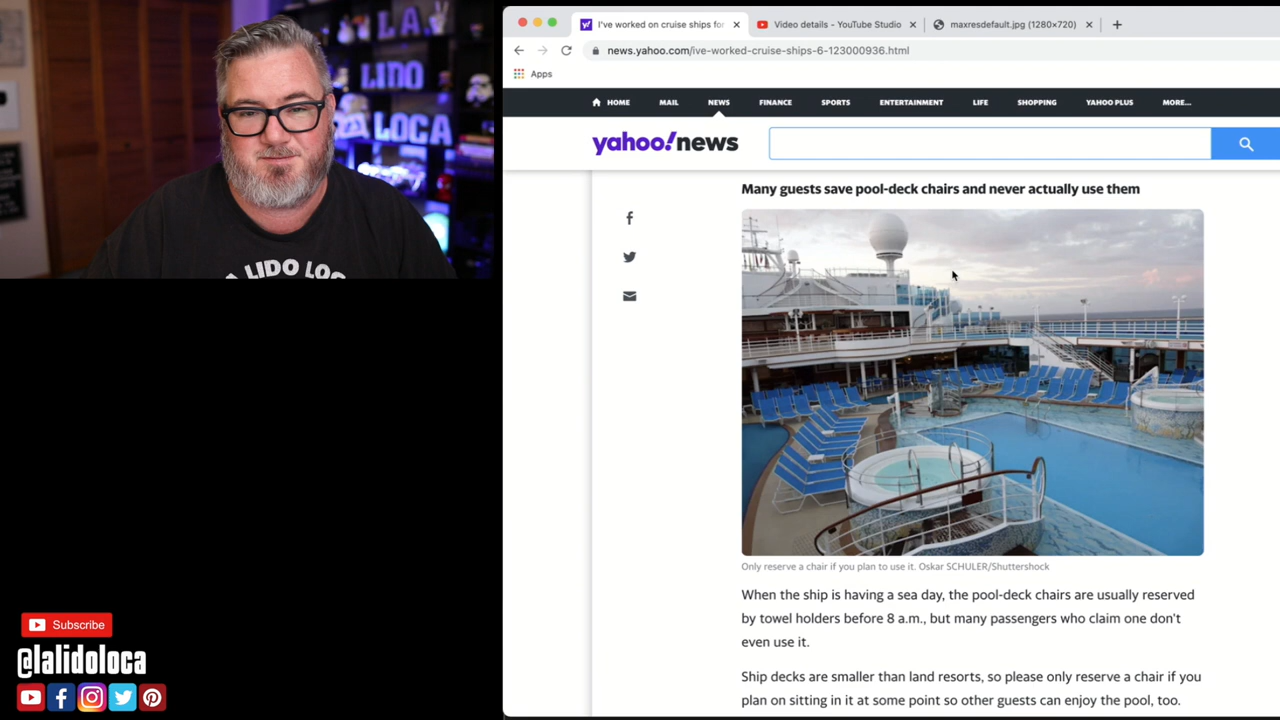 L.A.
LIDO
LOCA
A LIDO LOC
Subscribe
@lalidoloca
I've worked on cruise ships for
Video details - YouTube Studio
maxresdefault.jpg (1280×720)
news.yahoo.com/ive-worked-cruise-ships-6-123000936.html
Apps
HOME MAIL NEWS FINANCE SPORTS ENTERTAINMENT LIFE SHOPPING YAHOO PLUS MORE...
yahoo!news
Many guests save pool-deck chairs and never actually use them
Only reserve a chair if you plan to use it. Oskar SCHULER/Shuttershock
When the ship is having a sea day, the pool-deck chairs are usually reserved
by towel holders before 8 a.m., but many passengers who claim one don't
even use it.
Ship decks are smaller than land resorts, so please only reserve a chair if you
plan on sitting in it at some point so other guests can enjoy the pool, too.